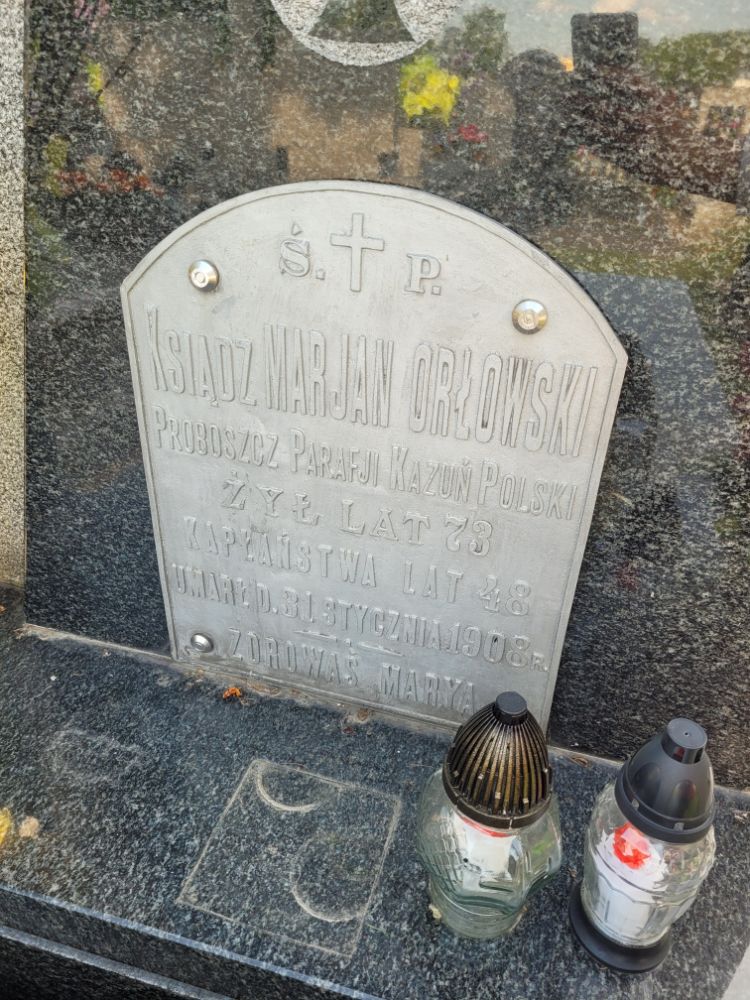 Ś. P.
KSIĄDZ MARJAN ORŁOWSKI
PROBOSZCZ PARAFJI KAZUŃ POLSKI
ŻYŁ LAT 73
KAPŁAŃSTWA LAT 48
UMARŁ D. 31 STYCZNIA 1908 R.
ZDROWAŚ MARYA